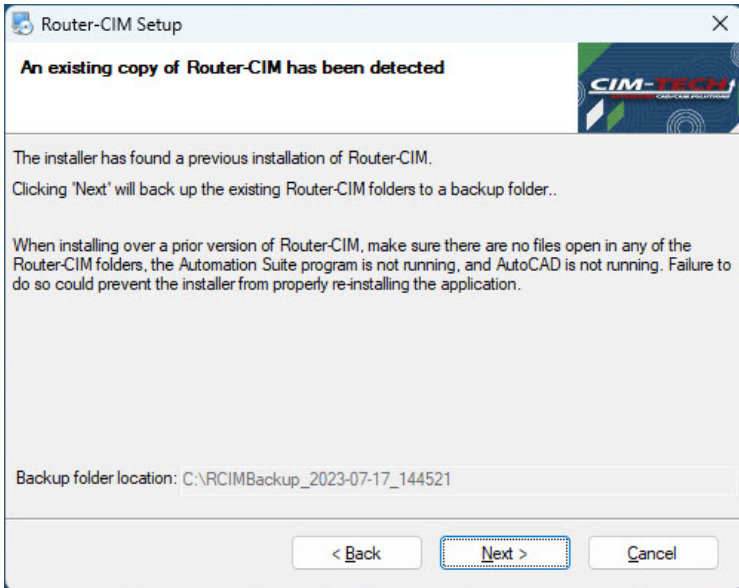 Router-CIM Setup
An existing copy of Router-CIM has been detected
CIM-TECH
CAD/CAM SOLUTIONS
The installer has found a previous installation of Router-CIM.
Clicking 'Next' will back up the existing Router-CIM folders to a backup folder..
When installing over a prior version of Router-CIM, make sure there are no files open in any of the
Router-CIM folders, the Automation Suite program is not running, and AutoCAD is not running. Failure to
do so could prevent the installer from properly re-installing the application.
Backup folder location: C:\RCIMBackup_2023-07-17_144521
< Back
Next >
Cancel